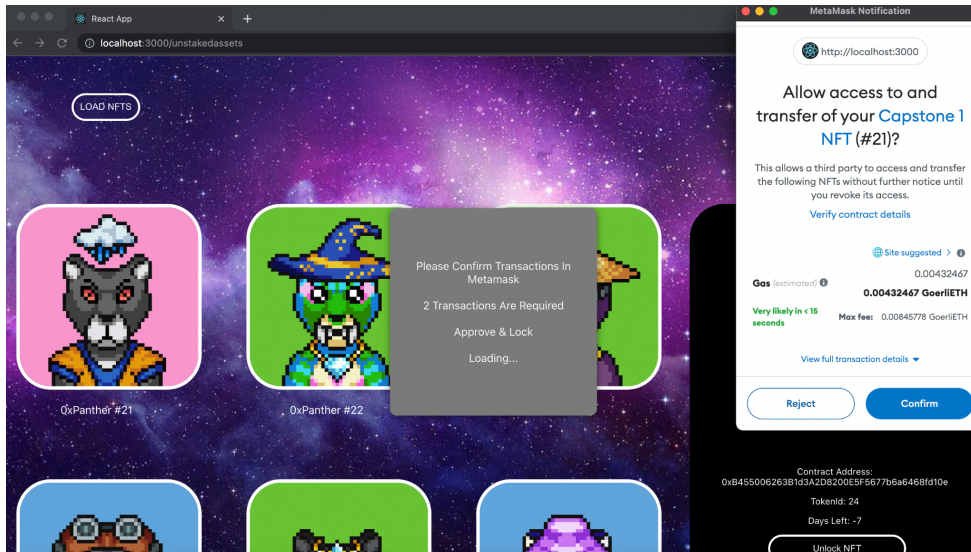 React App
localhost:3000/unstakedassets
LOAD NFTS
Please Confirm Transactions In
Metamask
2 Transactions Are Required
Approve & Lock
Loading...
0xPanther #21
0xPanther #22
MetaMask Notification
http://localhost:3000
Allow access to and
transfer of your Capstone 1
NFT (#21)?
This allows a third party to access and transfer
the following NFTs without further notice until
you revoke its access.
Verify contract details
Site suggested >
0.00432467
Gas (estimated)
0.00432467 GoerliETH
Very likely in < 15
seconds
Max fee: 0.00845778 GoerliETH
View full transaction details
Reject
Confirm
Contract Address:
0xB455006263B1d3A2D8200E5F5677b6a6468fd10e
TokenId: 24
Days Left: -7
Unlock NFT